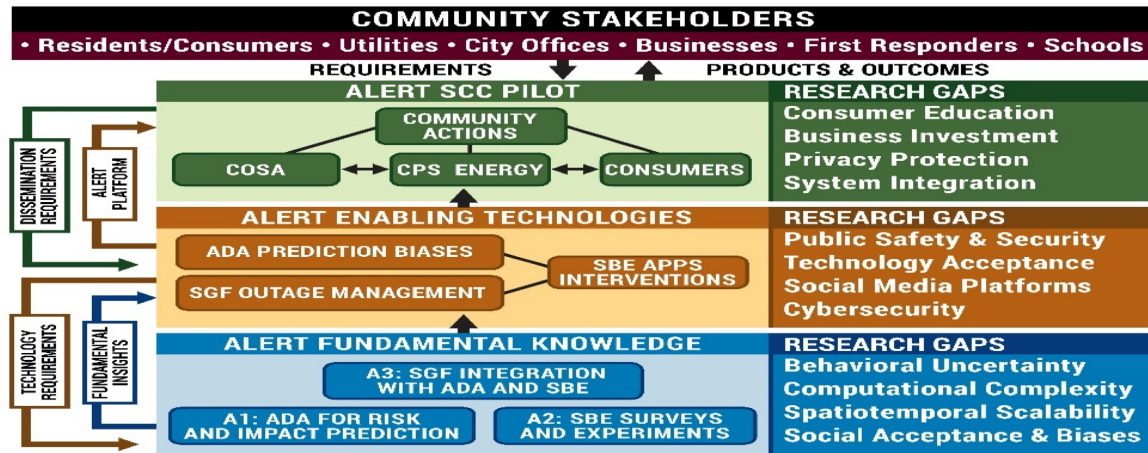 COMMUNITY STAKEHOLDERS
• Residents/Consumers • Utilities • City Offices • Businesses • First Responders • Schools
REQUIREMENTS
PRODUCTS & OUTCOMES
ALERT SCC PILOT
COMMUNITY
ACTIONS
COSA
CPS ENERGY
CONSUMERS
RESEARCH GAPS
Consumer Education
Business Investment
Privacy Protection
System Integration
DISSEMINATION
REQUIREMENTS
ALERT
PLATFORM
ALERT ENABLING TECHNOLOGIES
ADA PREDICTION BIASES
SGF OUTAGE MANAGEMENT
SBE APPS
INTERVENTIONS
RESEARCH GAPS
Public Safety & Security
Technology Acceptance
Social Media Platforms
Cybersecurity
TECHNOLOGY
REQUIREMENTS
FUNDAMENTAL
INSIGHTS
ALERT FUNDAMENTAL KNOWLEDGE
A3: SGF INTEGRATION
WITH ADA AND SBE
A1: ADA FOR RISK
AND IMPACT PREDICTION
A2: SBE SURVEYS
AND EXPERIMENTS
RESEARCH GAPS
Behavioral Uncertainty
Computational Complexity
Spatiotemporal Scalability
Social Acceptance & Biases